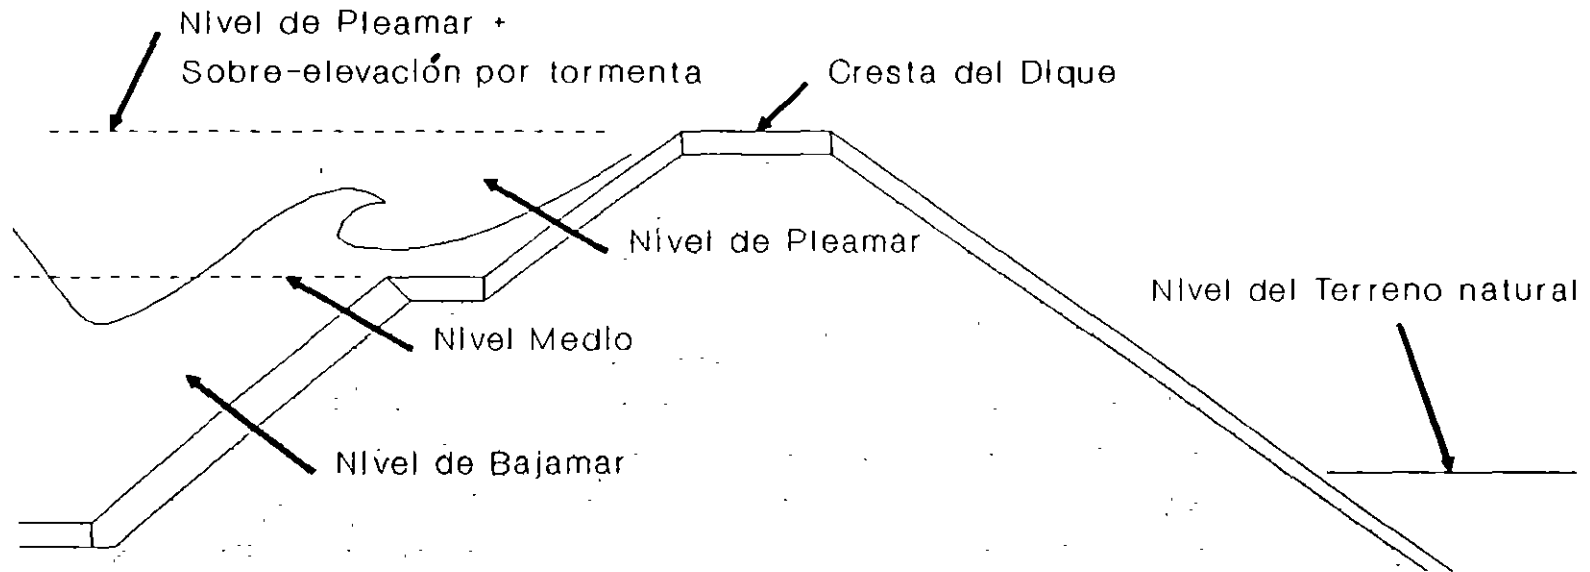 Nivel de Pleamar +
Sobre-elevación por tormenta
Cresta del Dique
Nivel de Pleamar
Nivel del Terreno natural
Nivel Medio
Nivel de Bajamar